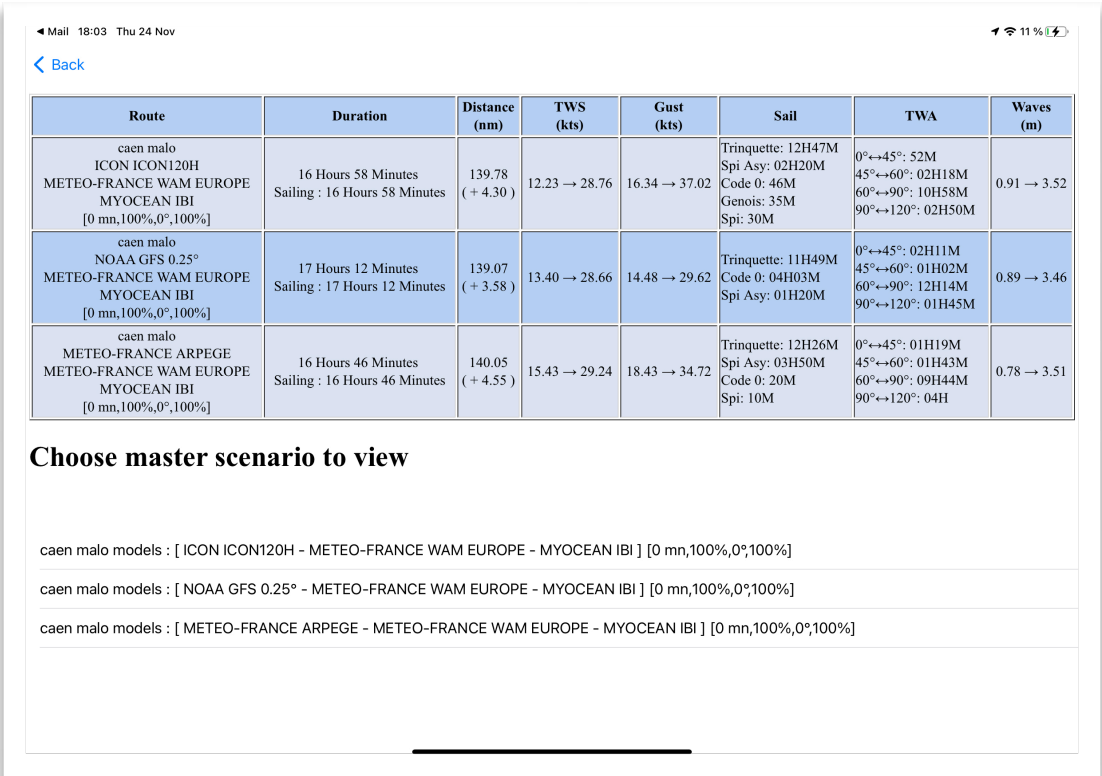 ◀ Mail 18:03 Thu 24 Nov 11 %
Back
Route Duration Distance (nm) TWS (kts) Gust (kts) Sail TWA Waves (m)
caen malo
ICON ICON120H
METEO-FRANCE WAM EUROPE
MYOCEAN IBI
[0 mn,100%,0°,100%]
16 Hours 58 Minutes
Sailing : 16 Hours 58 Minutes
139.78
( + 4.30 )
12.23 → 28.76
16.34 → 37.02
Trinquette: 12H47M
Spi Asy: 02H20M
Code 0: 46M
Genois: 35M
Spi: 30M
0°↔45°: 52M
45°↔60°: 02H18M
60°↔90°: 10H58M
90°↔120°: 02H50M
0.91 → 3.52
caen malo
NOAA GFS 0.25°
METEO-FRANCE WAM EUROPE
MYOCEAN IBI
[0 mn,100%,0°,100%]
17 Hours 12 Minutes
Sailing : 17 Hours 12 Minutes
139.07
( + 3.58 )
13.40 → 28.66
14.48 → 29.62
Trinquette: 11H49M
Code 0: 04H03M
Spi Asy: 01H20M
0°↔45°: 02H11M
45°↔60°: 01H02M
60°↔90°: 12H14M
90°↔120°: 01H45M
0.89 → 3.46
caen malo
METEO-FRANCE ARPEGE
METEO-FRANCE WAM EUROPE
MYOCEAN IBI
[0 mn,100%,0°,100%]
16 Hours 46 Minutes
Sailing : 16 Hours 46 Minutes
140.05
( + 4.55 )
15.43 → 29.24
18.43 → 34.72
Trinquette: 12H26M
Spi Asy: 03H50M
Code 0: 20M
Spi: 10M
0°↔45°: 01H19M
45°↔60°: 01H43M
60°↔90°: 09H44M
90°↔120°: 04H
0.78 → 3.51
Choose master scenario to view
caen malo models : [ ICON ICON120H - METEO-FRANCE WAM EUROPE - MYOCEAN IBI ] [0 mn,100%,0°,100%]
caen malo models : [ NOAA GFS 0.25° - METEO-FRANCE WAM EUROPE - MYOCEAN IBI ] [0 mn,100%,0°,100%]
caen malo models : [ METEO-FRANCE ARPEGE - METEO-FRANCE WAM EUROPE - MYOCEAN IBI ] [0 mn,100%,0°,100%]